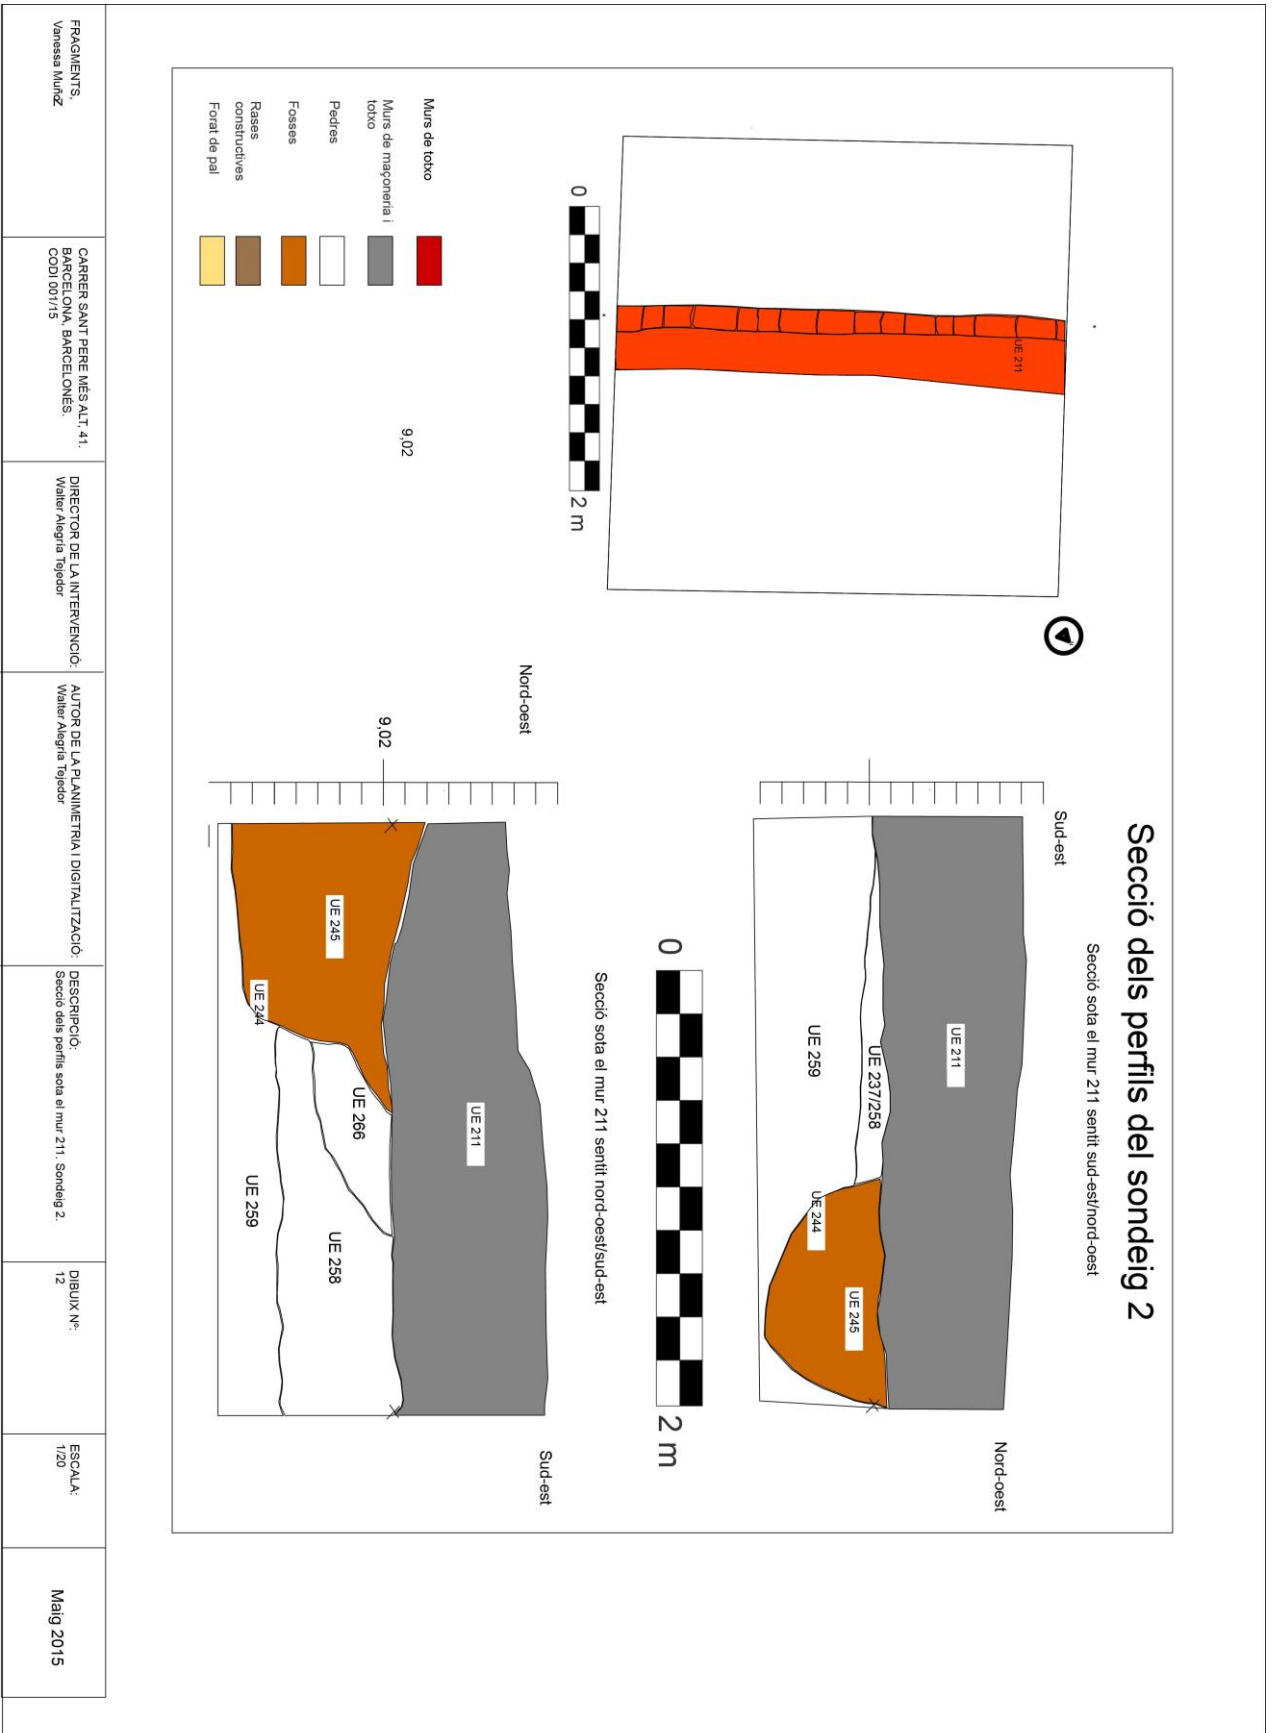 Secció dels perfils del sondeig 2
Secció sota el mur 211 sentit sud-est/nord-oest
Sud-est
Nord-oest
UE 211
UE 237/258
UE 259
UE 244
UE 245
UE 211
0
2 m
0
2 m
Secció sota el mur 211 sentit nord-oest/sud-est
Nord-oest
Sud-est
9,02
UE 211
UE 245
UE 244
UE 266
UE 258
UE 259
9,02
Murs de totxo
Murs de maçoneria i
totxo
Pedres
Fosses
Rases
constructives
Forat de pal
FRAGMENTS,
Vanessa Muñoz
CARRER SANT PERE MÉS ALT, 41.
BARCELONA, BARCELONÈS.
CODI 001/15
DIRECTOR DE LA INTERVENCIÓ:
Walter Alegría Tejedor
AUTOR DE LA PLANIMETRIA I DIGITALITZACIÓ:
Walter Alegría Tejedor
DESCRIPCIÓ:
Secció dels perfils sota el mur 211. Sondeig 2.
DIBUIX Nº:
12
ESCALA:
1/20
Maig 2015